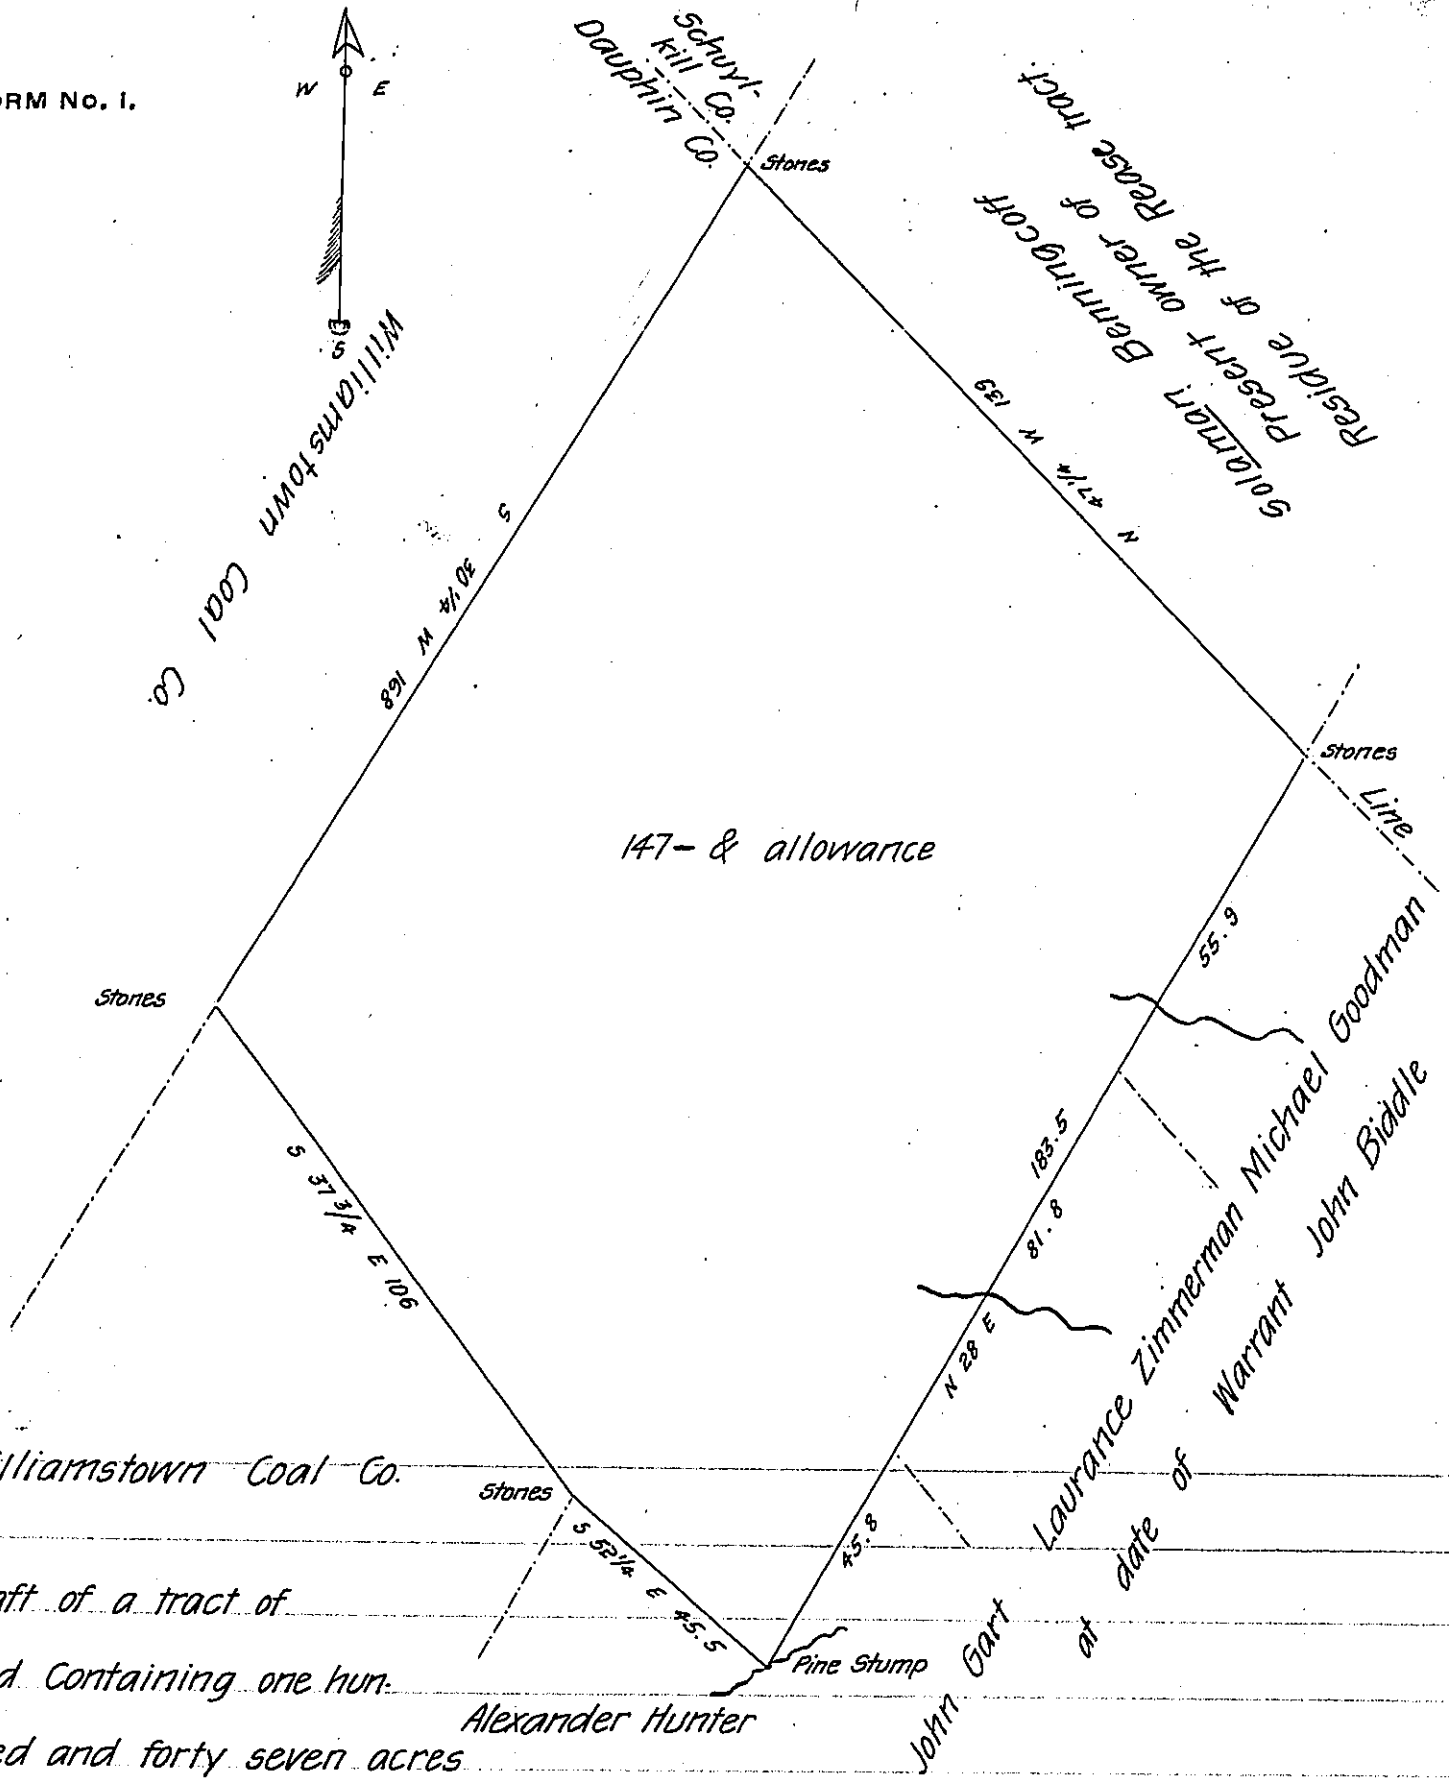 ORM No. 1.
W E
S
Schuyl-
kill Co.
Dauphin Co.
Stones
Solaman Benningcoff
Present owner of
Residue of the Rease tract
Williamstown Coal Co.
N 47 1/4 W 139
S 30 1/4 W 168
Stones
Line
147- & allowance
55.9
Stones
183.5
81.8
N 28 E
S 37 3/4 E 106
John Gart Laurance Zimmerman Michael Goodman
at date of Warrant John Biddle
45.8
Stones
S 52 1/4 E 45.5
Pine Stump
Alexander Hunter
illiamstown Coal Co.
aft of a tract of
d Containing one hun-
ed and forty seven acres